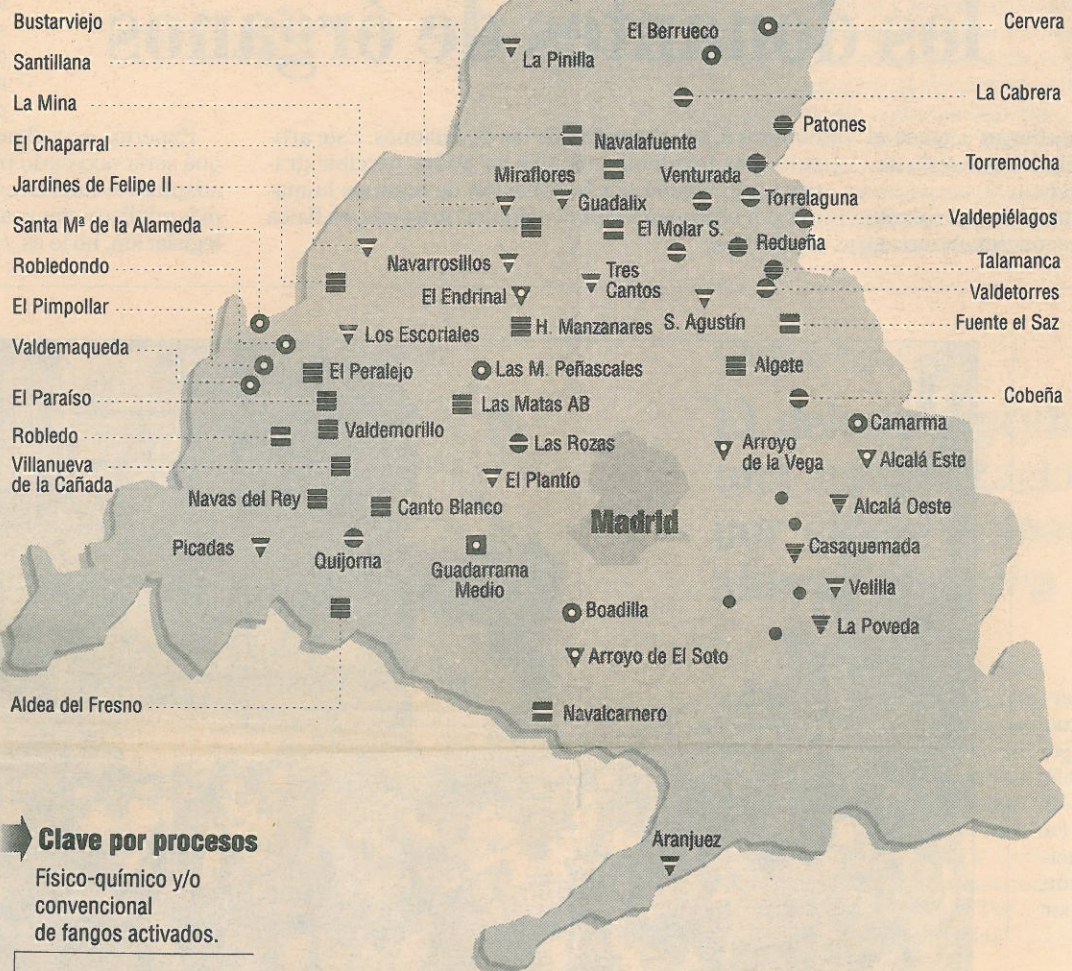 Bustarviejo
Santillana
La Mina
El Chaparral
Jardines de Felipe II
Santa Mª de la Alameda
Robledondo
El Pimpollar
Valdemaqueda
El Paraíso
Robledo
Villanueva
de la Cañada
Aldea del Fresno
La Pinilla
El Berrueco
Navalafuente
Miraflores
Venturada
Guadalix
Torrelaguna
El Molar S.
Redueña
Navarrosillos
Tres
Cantos
El Endrinal
S. Agustín
H. Manzanares
Los Escoriales
El Peralejo
Las M. Peñascales
Algete
Las Matas AB
Valdemorillo
Las Rozas
Arroyo
de la Vega
Camarma
Alcalá Este
El Plantío
Navas del Rey
Canto Blanco
Alcalá Oeste
Madrid
Picadas
Quijorna
Guadarrama
Medio
Casaquemada
Velilla
Boadilla
La Poveda
Arroyo de El Soto
Navalcarnero
Aranjuez
Cervera
La Cabrera
Patones
Torremocha
Valdepiélagos
Talamanca
Valdetorres
Fuente el Saz
Cobeña
Clave por procesos
Físico-químico y/o
convencional
de fangos activados.